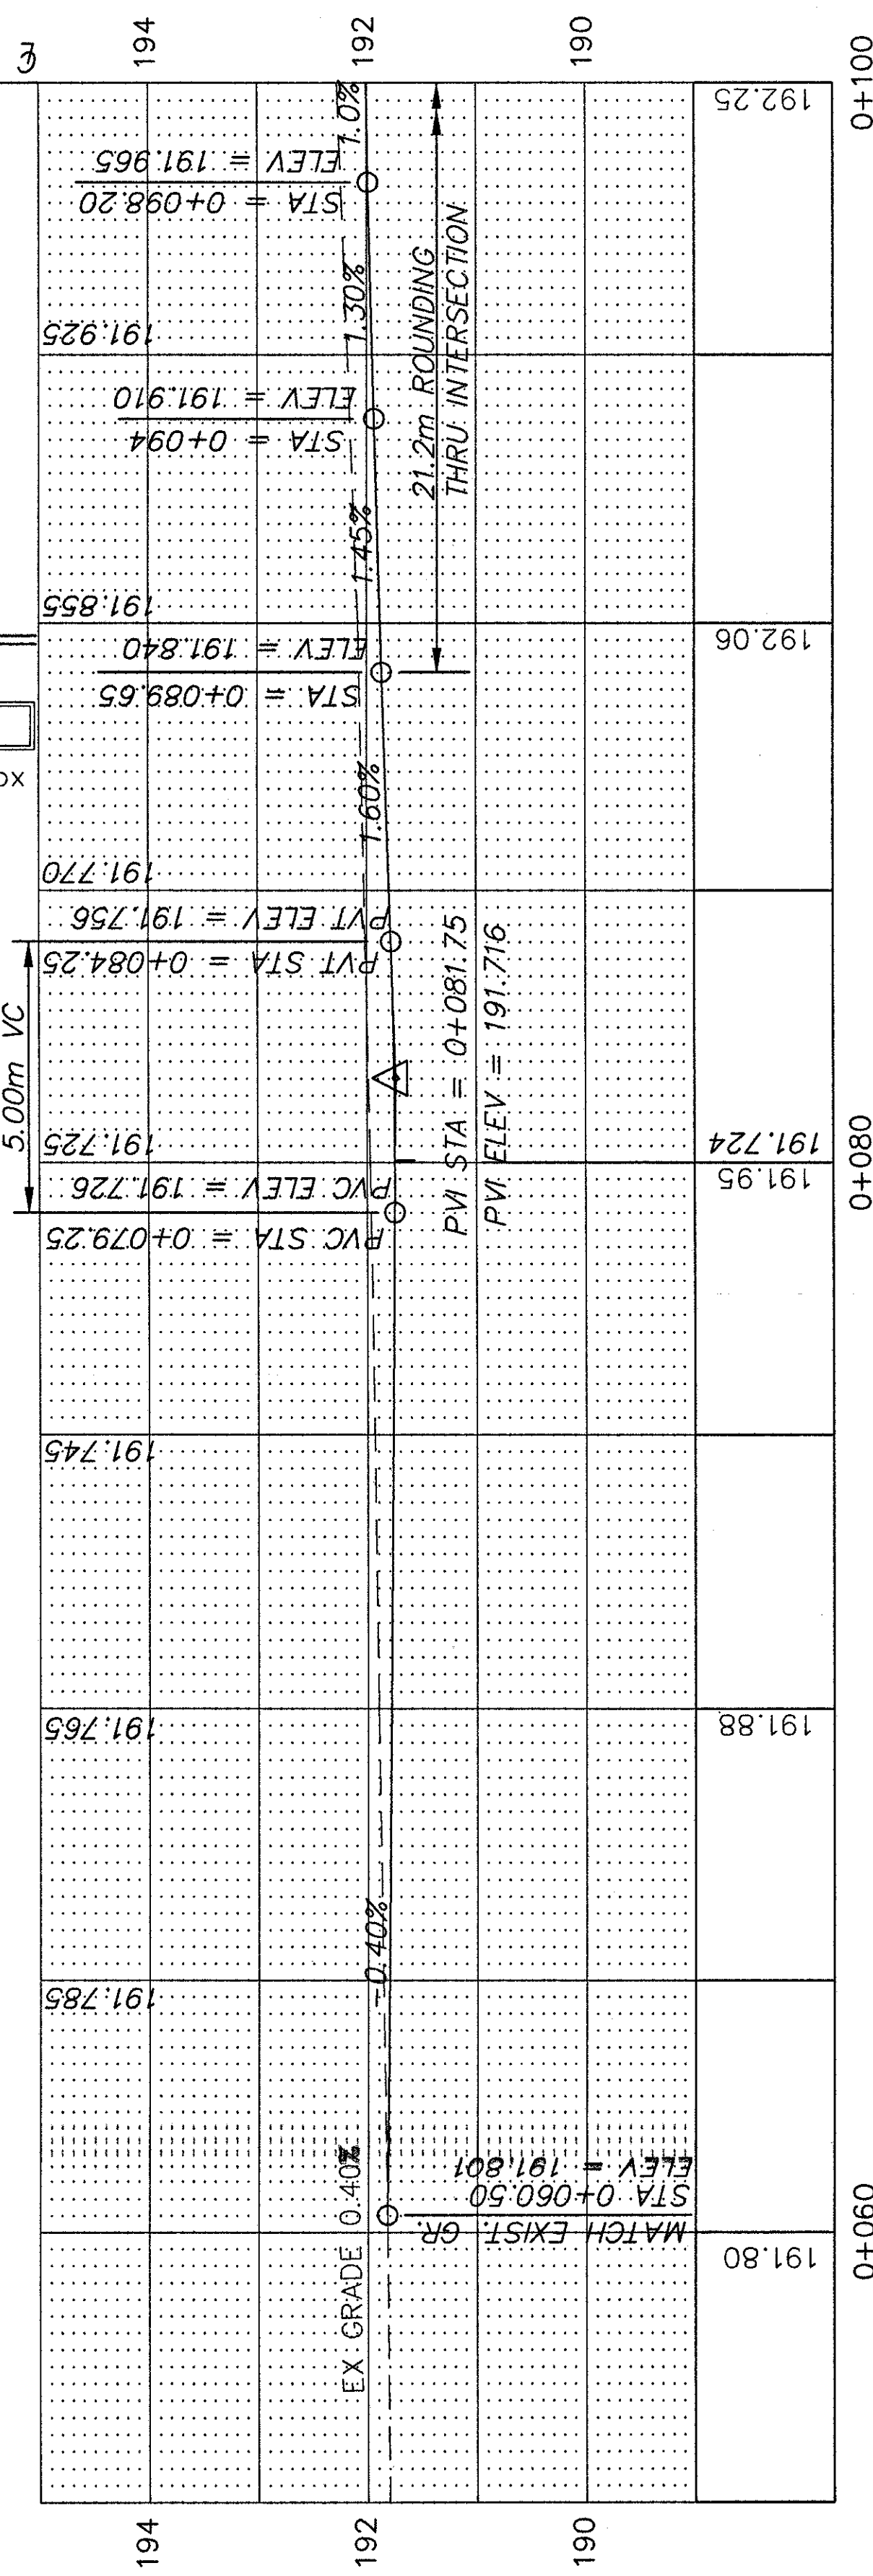 ℄
194
192
190
194
192
190
5.00m VC
OX
191.785
191.765
191.745
191.725
191.770
191.855
191.925
EX GRADE 0.40%
-0.40%
1.60%
1.45%
1.30%
1.0%
MATCH EXIST. GR.
STA 0+060.50
ELEV = 191.801
PVC STA = 0+079.25
PVC ELEV = 191.726
PVI STA = 0+081.75
PVI ELEV = 191.716
PVT STA = 0+084.25
PVT ELEV = 191.756
STA = 0+089.65
ELEV = 191.840
STA = 0+094
ELEV = 191.910
STA = 0+098.20
ELEV = 191.965
21.2m ROUNDING
THRU INTERSECTION
191.80
191.88
191.95
191.724
192.06
192.25
0+060
0+080
0+100